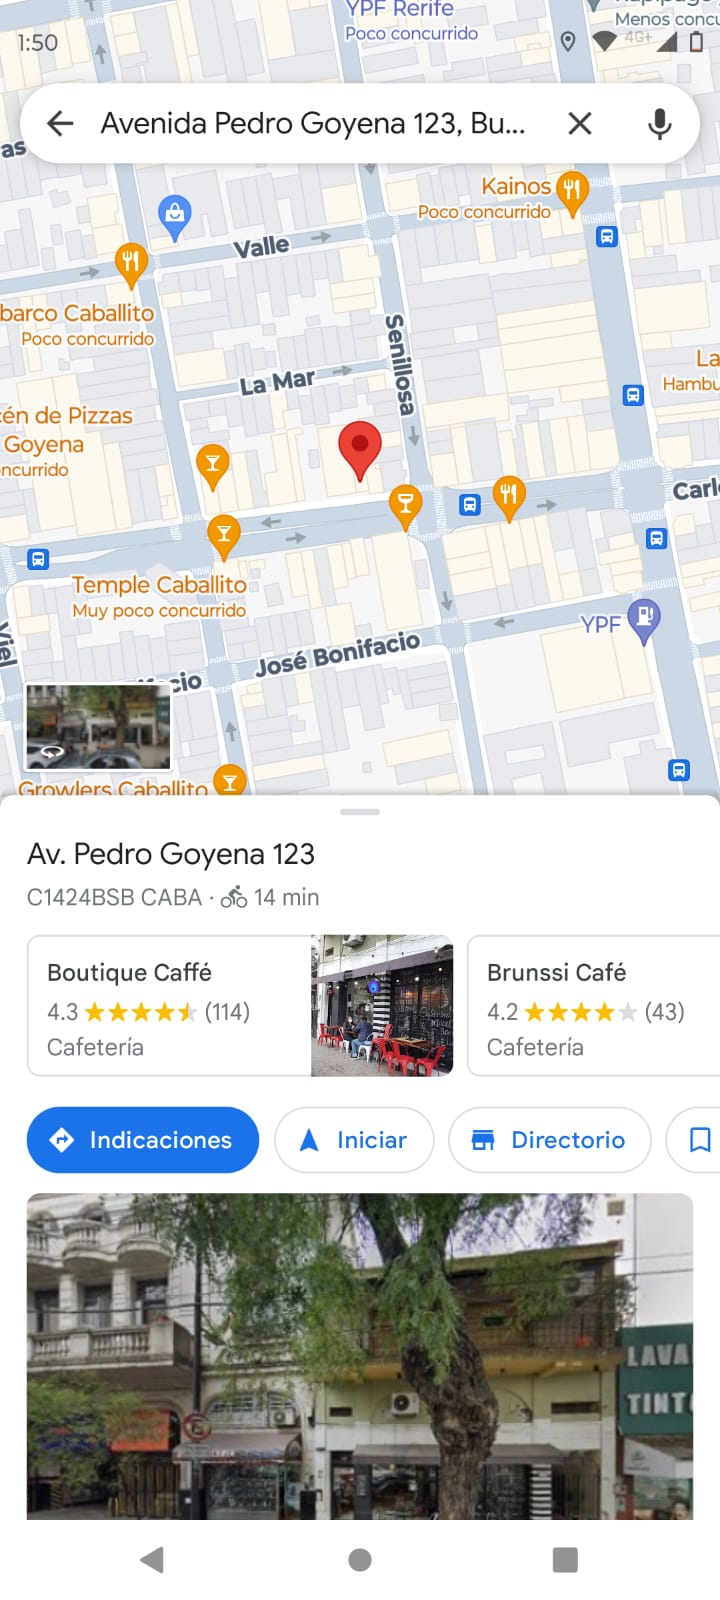 YPF Rerife
Poco concurrido
Menos concu
1:50
4G+
Avenida Pedro Goyena 123, Bu...
as
Kainos
Poco concurrido
Valle
barco Caballito
Poco concurrido
Senillosa
La Mar
La
Hambu
én de Pizzas
Goyena
ncurrido
Carl
Temple Caballito
Muy poco concurrido
YPF
Viel
José Bonifacio
cio
Growlers Caballito
Av. Pedro Goyena 123
C1424BSB CABA · 14 min
Boutique Caffé
4.3 (114)
Cafetería
Brunssi Café
4.2 (43)
Cafetería
Indicaciones
Iniciar
Directorio
LAVA
TINT